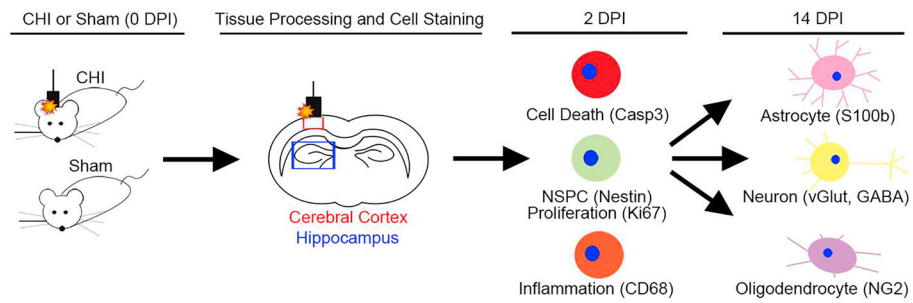 CHI or Sham (0 DPI)
Tissue Processing and Cell Staining
2 DPI
14 DPI
CHI
Sham
Cerebral Cortex
Hippocampus
Cell Death (Casp3)
NSPC (Nestin)
Proliferation (Ki67)
Inflammation (CD68)
Astrocyte (S100b)
Neuron (vGlut, GABA)
Oligodendrocyte (NG2)